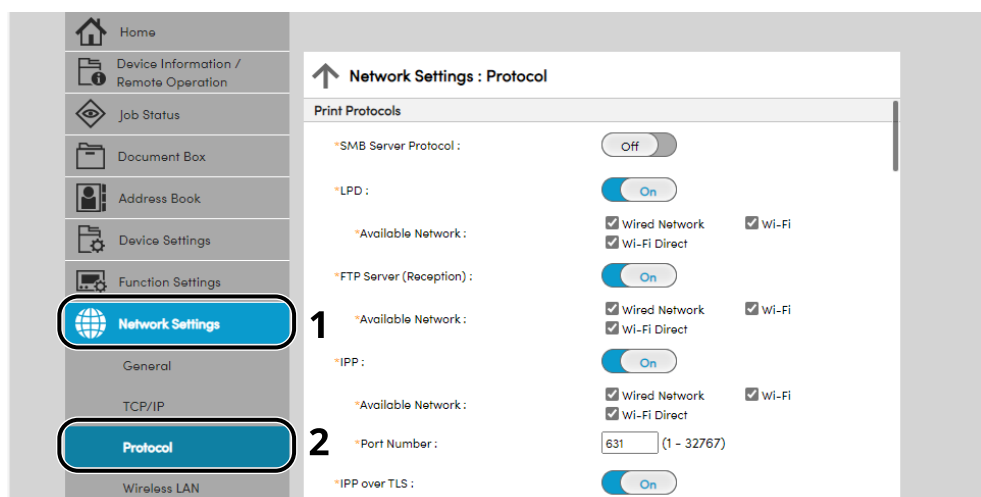 Home
Device Information /
Remote Operation
Job Status
Document Box
Address Book
Device Settings
Function Settings
Network Settings
1
General
TCP/IP
Protocol
2
Wireless LAN
Network Settings : Protocol
Print Protocols
*SMB Server Protocol :
Off
*LPD :
On
*Available Network :
Wired Network Wi-Fi
Wi-Fi Direct
*FTP Server (Reception) :
On
*Available Network :
Wired Network Wi-Fi
Wi-Fi Direct
*IPP :
On
*Available Network :
Wired Network Wi-Fi
Wi-Fi Direct
*Port Number :
631 (1 - 32767)
*IPP over TLS :
On